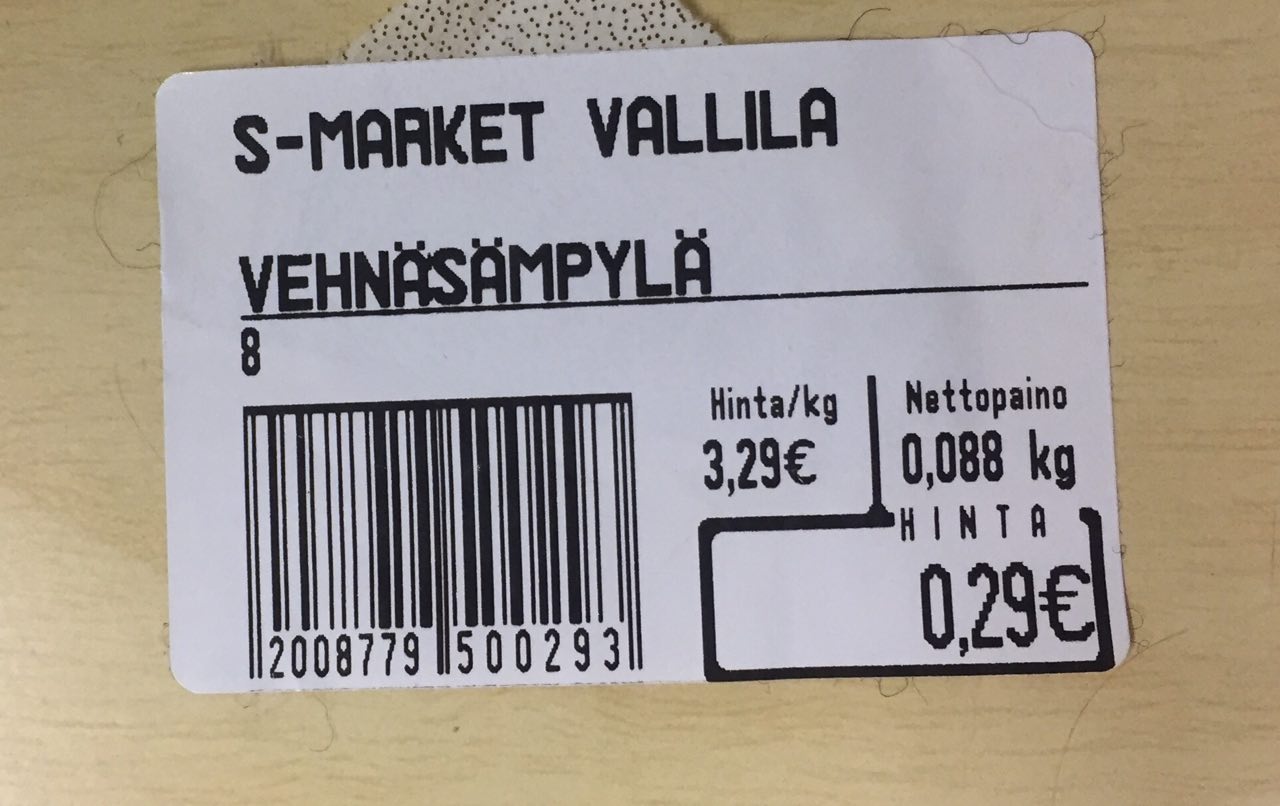 S-MARKET VALLILA
VEHNÄSÄMPYLÄ
8
Hinta/kg
3,29€
Nettopaino
0,088 kg
HINTA
0,29€
2008779 500293